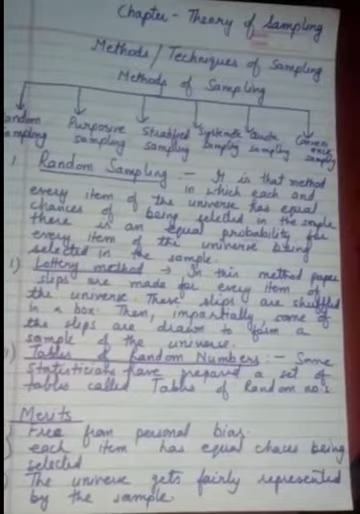 Chapter - Theory of Sampling
Methods / Techniques of Sampling
Methods of Sampling
andom Purposive Stratified Systematic Quota Conven
ampling sampling sampling sampling sampling ence sampling
1 Random Sampling :- It is that method
in which each and
every item of the universe has equal
chances of being selected in the smple
there is an equal probability for
every item of the universe being
selected in the sample.
i) Lottery method → In this method paper
slips are made for every item of
the universe. These slips are shuffled
in a box. Then, impartially some of
the slips are drawn to form a
sample of the universe.
) Tables of Random Numbers :- Some
Statisticians have prepared a set of
tables called Tables of Random no.s
Merits
Free from personal bias.
each item has equal chaces being
selected
The universe gets fairly represented
by the sample.